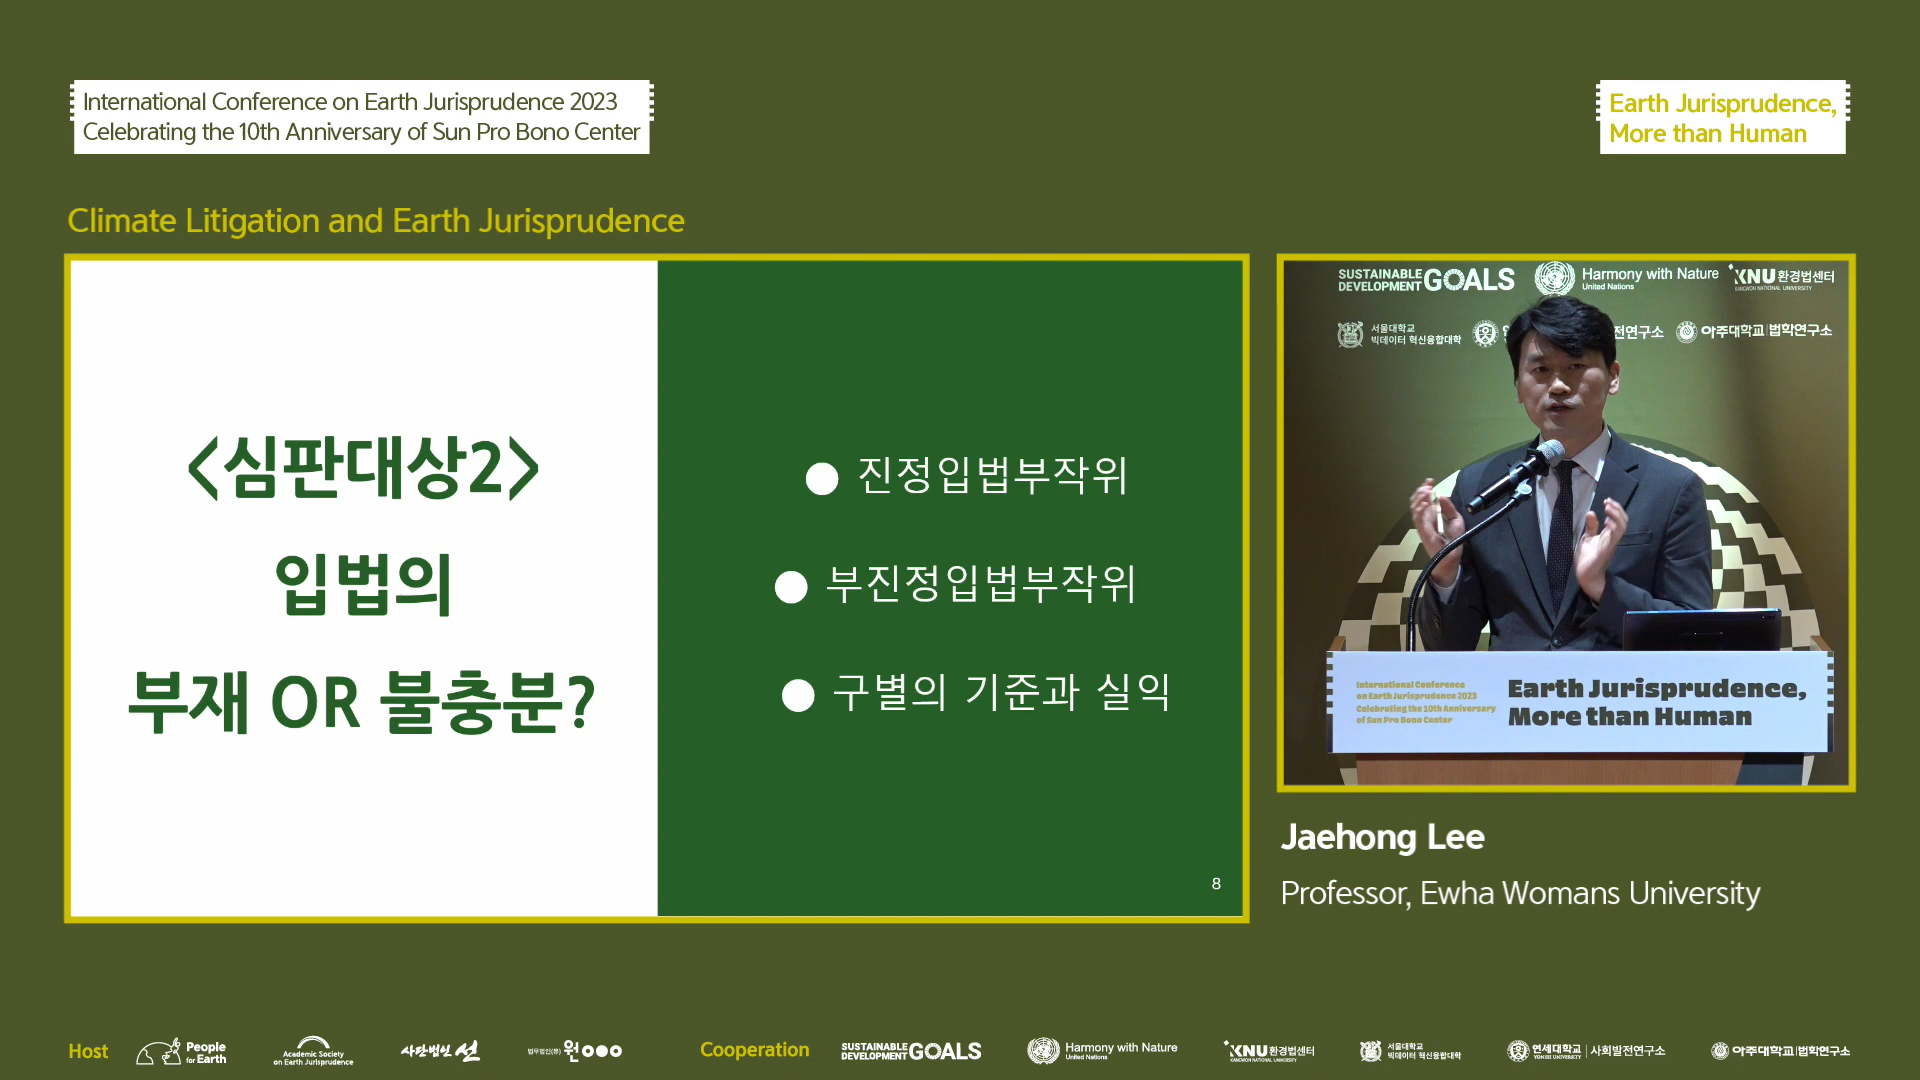 International Conference on Earth Jurisprudence 2023
Celebrating the 10th Anniversary of Sun Pro Bono Center
Earth Jurisprudence,
More than Human
Climate Litigation and Earth Jurisprudence
<심판대상2>
입법의
부재 OR 불충분?
● 진정입법부작위
● 부진정입법부작위
● 구별의 기준과 실익
8
SUSTAINABLE DEVELOPMENT GOALS
Harmony with Nature
United Nations
KNU 환경법센터
KANGWON NATIONAL UNIVERSITY
서울대학교
빅데이터 혁신융합대학
전연구소
아주대학교 법학연구소
International Conference
on Earth Jurisprudence 2023
Celebrating the 10th Anniversary
of Sun Pro Bono Center
Earth Jurisprudence,
More than Human
Jaehong Lee
Professor, Ewha Womans University
Host
People
for Earth
Academic Society
on Earth Jurisprudence
사단법인 선
법무법인(유) 원
Cooperation
SUSTAINABLE DEVELOPMENT GOALS
Harmony with Nature
United Nations
KNU 환경법센터
KANGWON NATIONAL UNIVERSITY
서울대학교
빅데이터 혁신융합대학
연세대학교 사회발전연구소
YONSEI UNIVERSITY
아주대학교 법학연구소